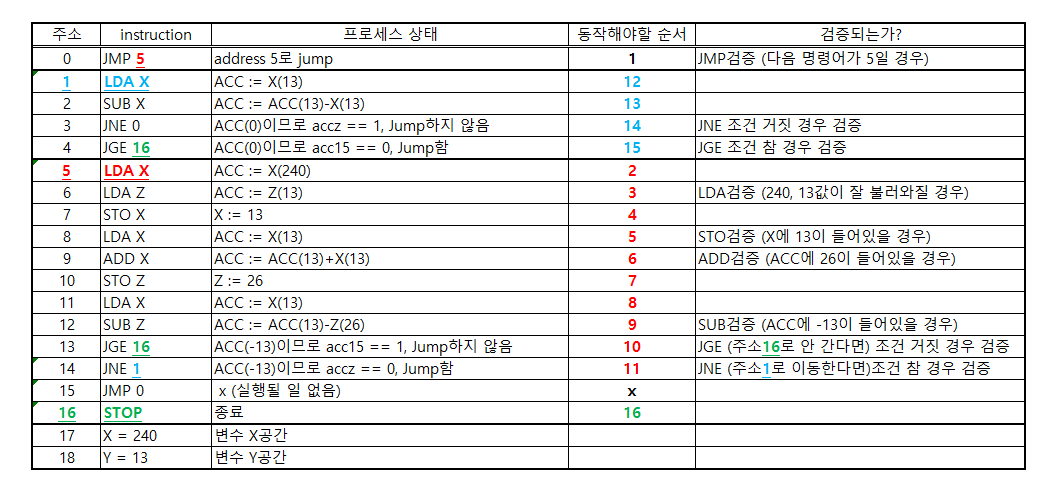 주소 instruction 프로세스 상태 동작해야할 순서 검증되는가?
0 JMP 5 address 5로 jump 1 JMP검증 (다음 명령어가 5일 경우)
1 LDA X ACC := X(13) 12
2 SUB X ACC := ACC(13)-X(13) 13
3 JNE 0 ACC(0)이므로 accz == 1, Jump하지 않음 14 JNE 조건 거짓 경우 검증
4 JGE 16 ACC(0)이므로 acc15 == 0, Jump함 15 JGE 조건 참 경우 검증
5 LDA X ACC := X(240) 2
6 LDA Z ACC := Z(13) 3 LDA검증 (240, 13값이 잘 불러와질 경우)
7 STO X X := 13 4
8 LDA X ACC := X(13) 5 STO검증 (X에 13이 들어있을 경우)
9 ADD X ACC := ACC(13)+X(13) 6 ADD검증 (ACC에 26이 들어있을 경우)
10 STO Z Z := 26 7
11 LDA X ACC := X(13) 8
12 SUB Z ACC := ACC(13)-Z(26) 9 SUB검증 (ACC에 -13이 들어있을 경우)
13 JGE 16 ACC(-13)이므로 acc15 == 1, Jump하지 않음 10 JGE (주소16로 안 간다면) 조건 거짓 경우 검증
14 JNE 1 ACC(-13)이므로 accz == 0, Jump함 11 JNE (주소1로 이동한다면)조건 참 경우 검증
15 JMP 0 x (실행될 일 없음) x
16 STOP 종료 16
17 X = 240 변수 X공간
18 Y = 13 변수 Y공간